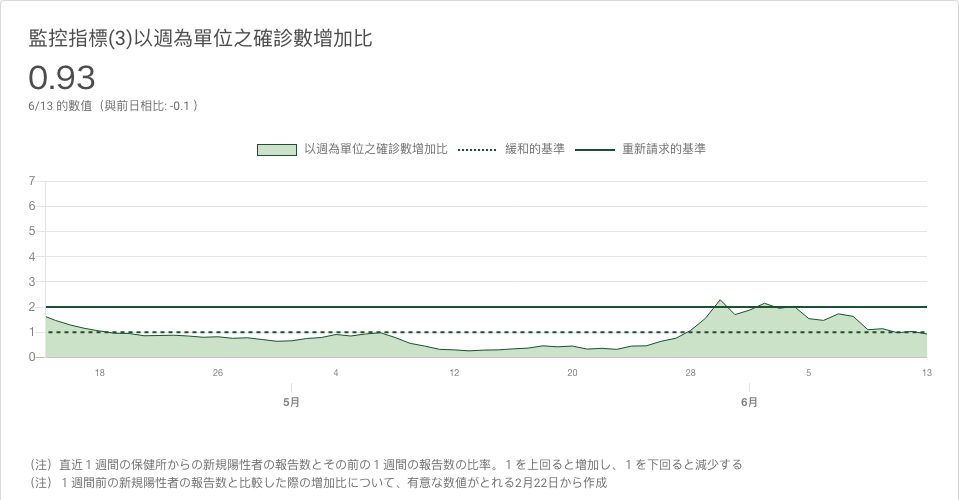 監控指標(3)以週為單位之確診數增加比
0.93
6/13 的數值（與前日相比: -0.1 ）
以週為單位之確診數增加比 緩和的基準 重新請求的基準
7
6
5
4
3
2
1
0
18 26 4 12 20 28 5 13
5月 6月
（注）直近１週間の保健所からの新規陽性者の報告数とその前の１週間の報告数の比率。１を上回ると増加し、１を下回ると減少する
（注）１週間前の新規陽性者の報告数と比較した際の増加比について、有意な数値がとれる2月22日から作成